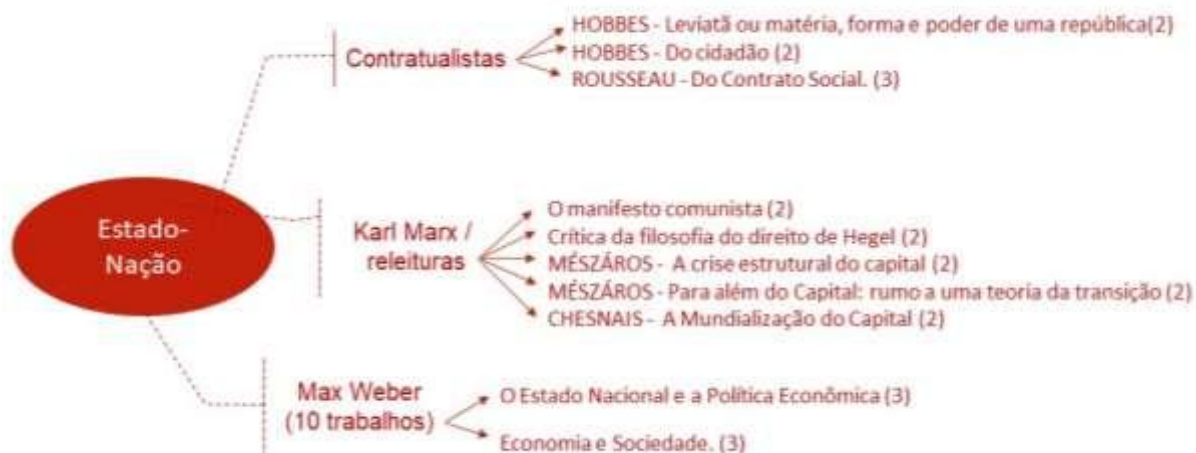 Estado-
Nação
Contratualistas
HOBBES - Leviatã ou matéria, forma e poder de uma república(2)
HOBBES - Do cidadão (2)
ROUSSEAU - Do Contrato Social. (3)
Karl Marx /
releituras
O manifesto comunista (2)
Crítica da filosofia do direito de Hegel (2)
MÉSZÁROS - A crise estrutural do capital (2)
MÉSZÁROS - Para além do Capital: rumo a uma teoria da transição (2)
CHESNAIS - A Mundialização do Capital (2)
Max Weber
(10 trabalhos)
O Estado Nacional e a Política Econômica (3)
Economia e Sociedade. (3)